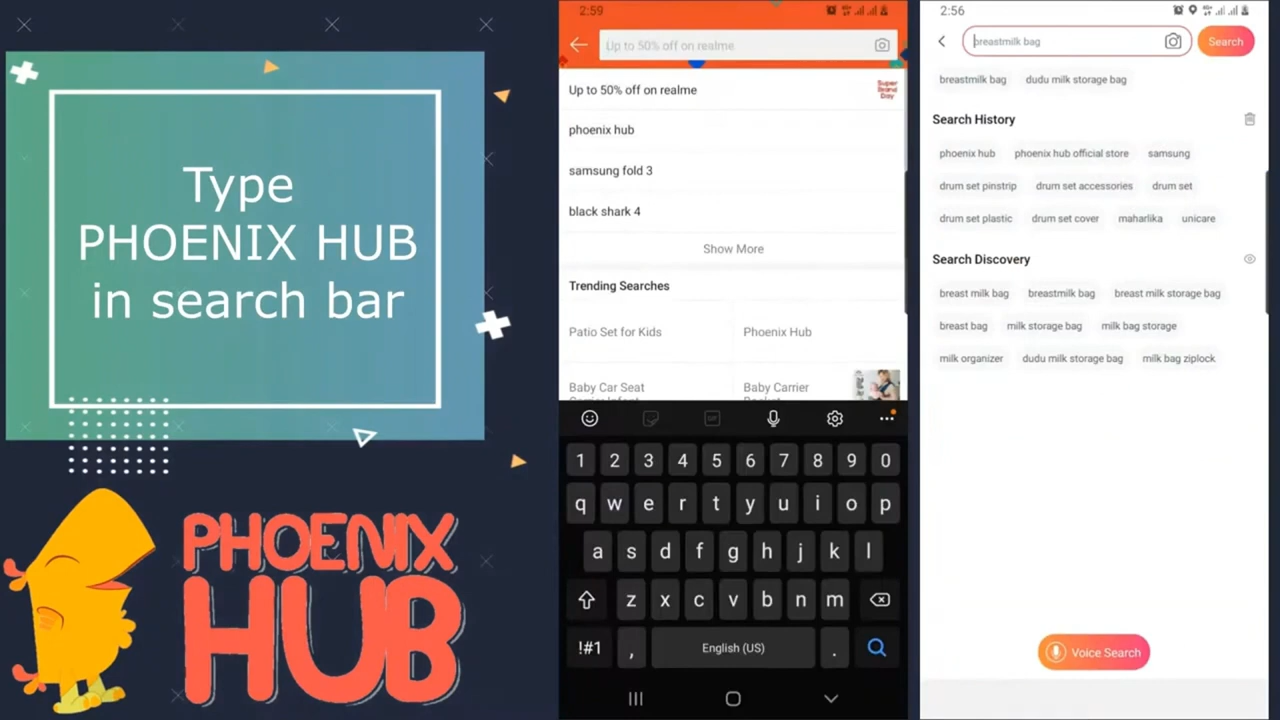 Type
PHOENIX HUB
in search bar
PHOENIX
HUB
2:59
Up to 50% off on realme
Up to 50% off on realme
Super
Brand
Day
phoenix hub
samsung fold 3
black shark 4
Show More
Trending Searches
Patio Set for Kids
Phoenix Hub
Baby Car Seat
Baby Carrier
1 2 3 4 5 6 7 8 9 0
q w e r t y u i o p
a s d f g h j k l
z x c v b n m
!#1 , English (US) .
2:56
breastmilk bag
Search
breastmilk bag dudu milk storage bag
Search History
phoenix hub phoenix hub official store samsung
drum set pinstrip drum set accessories drum set
drum set plastic drum set cover maharlika unicare
Search Discovery
breast milk bag breastmilk bag breast milk storage bag
breast bag milk storage bag milk bag storage
milk organizer dudu milk storage bag milk bag ziplock
Voice Search